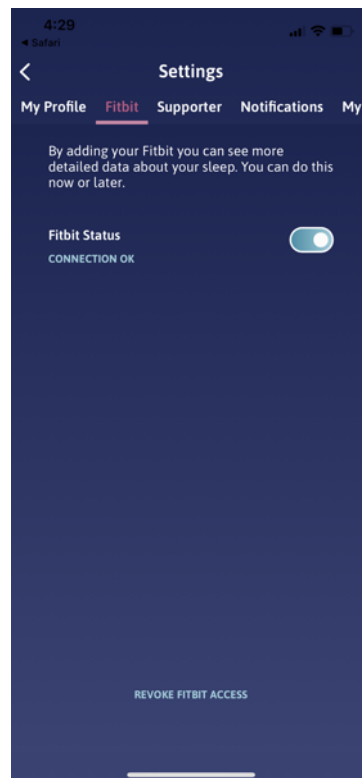 4:29
◄ Safari
Settings
My Profile Fitbit Supporter Notifications My
By adding your Fitbit you can see more
detailed data about your sleep. You can do this
now or later.
Fitbit Status
CONNECTION OK
REVOKE FITBIT ACCESS